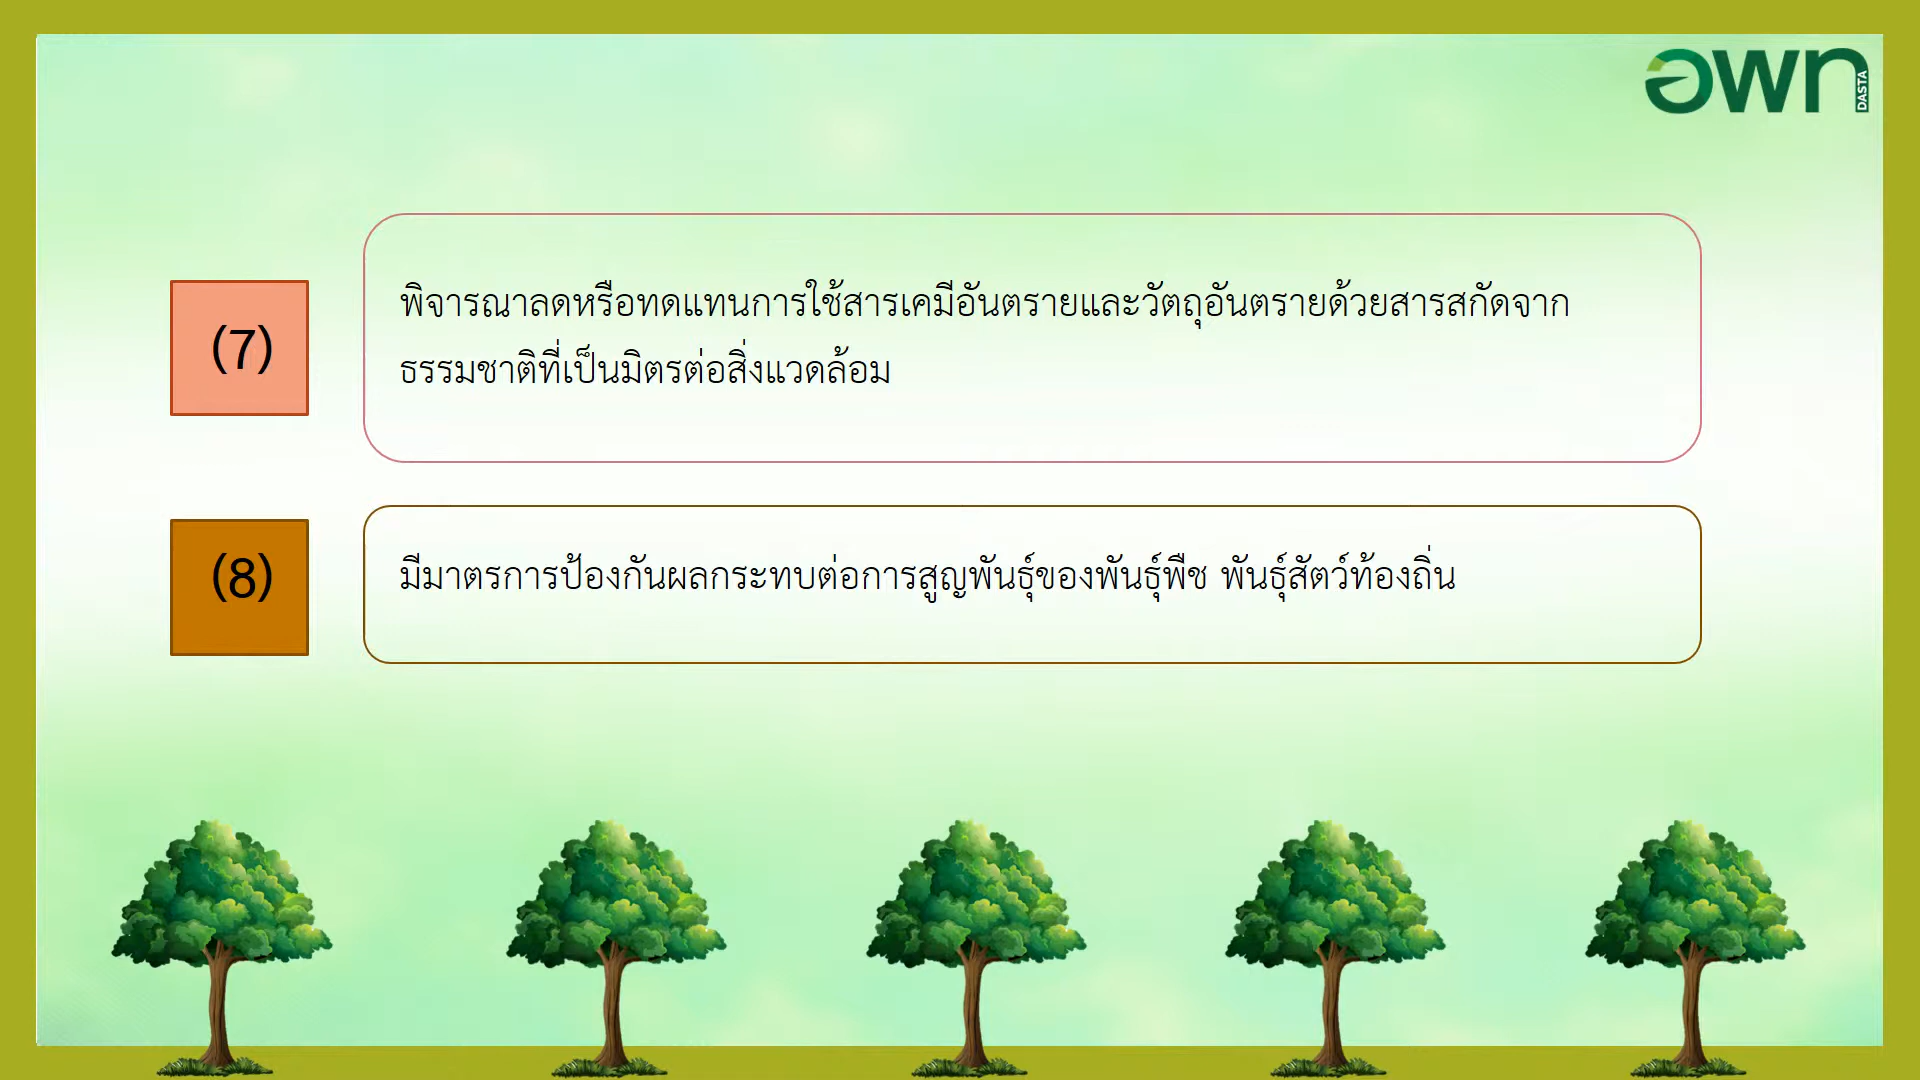 อพท
DASTA
(7)
พิจารณาลดหรือทดแทนการใช้สารเคมีอันตรายและวัตถุอันตรายด้วยสารสกัดจาก
ธรรมชาติที่เป็นมิตรต่อสิ่งแวดล้อม
(8)
มีมาตรการป้องกันผลกระทบต่อการสูญพันธุ์ของพันธุ์พืช พันธุ์สัตว์ท้องถิ่น